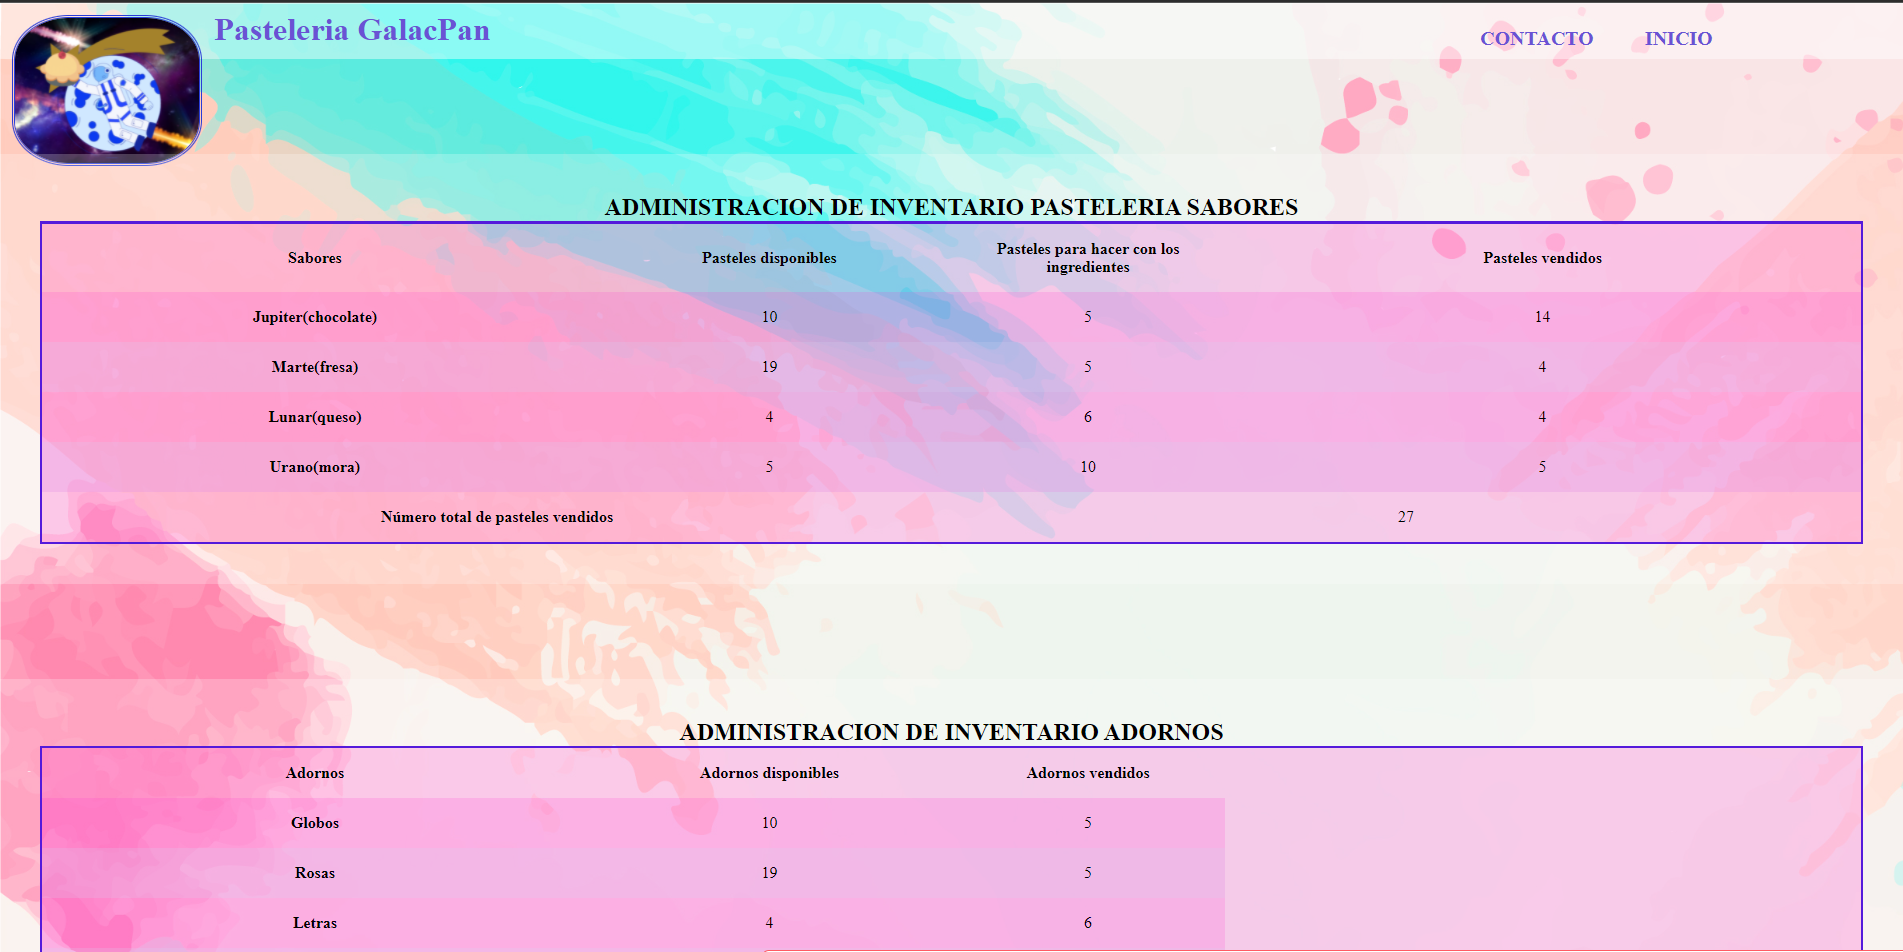 Pasteleria GalacPan
CONTACTO INICIO
ADMINISTRACION DE INVENTARIO PASTELERIA SABORES
Sabores Pasteles disponibles Pasteles para hacer con los
ingredientes Pasteles vendidos
Jupiter(chocolate) 10 5 14
Marte(fresa) 19 5 4
Lunar(queso) 4 6 4
Urano(mora) 5 10 5
Número total de pasteles vendidos 27
ADMINISTRACION DE INVENTARIO ADORNOS
Adornos Adornos disponibles Adornos vendidos
Globos 10 5
Rosas 19 5
Letras 4 6